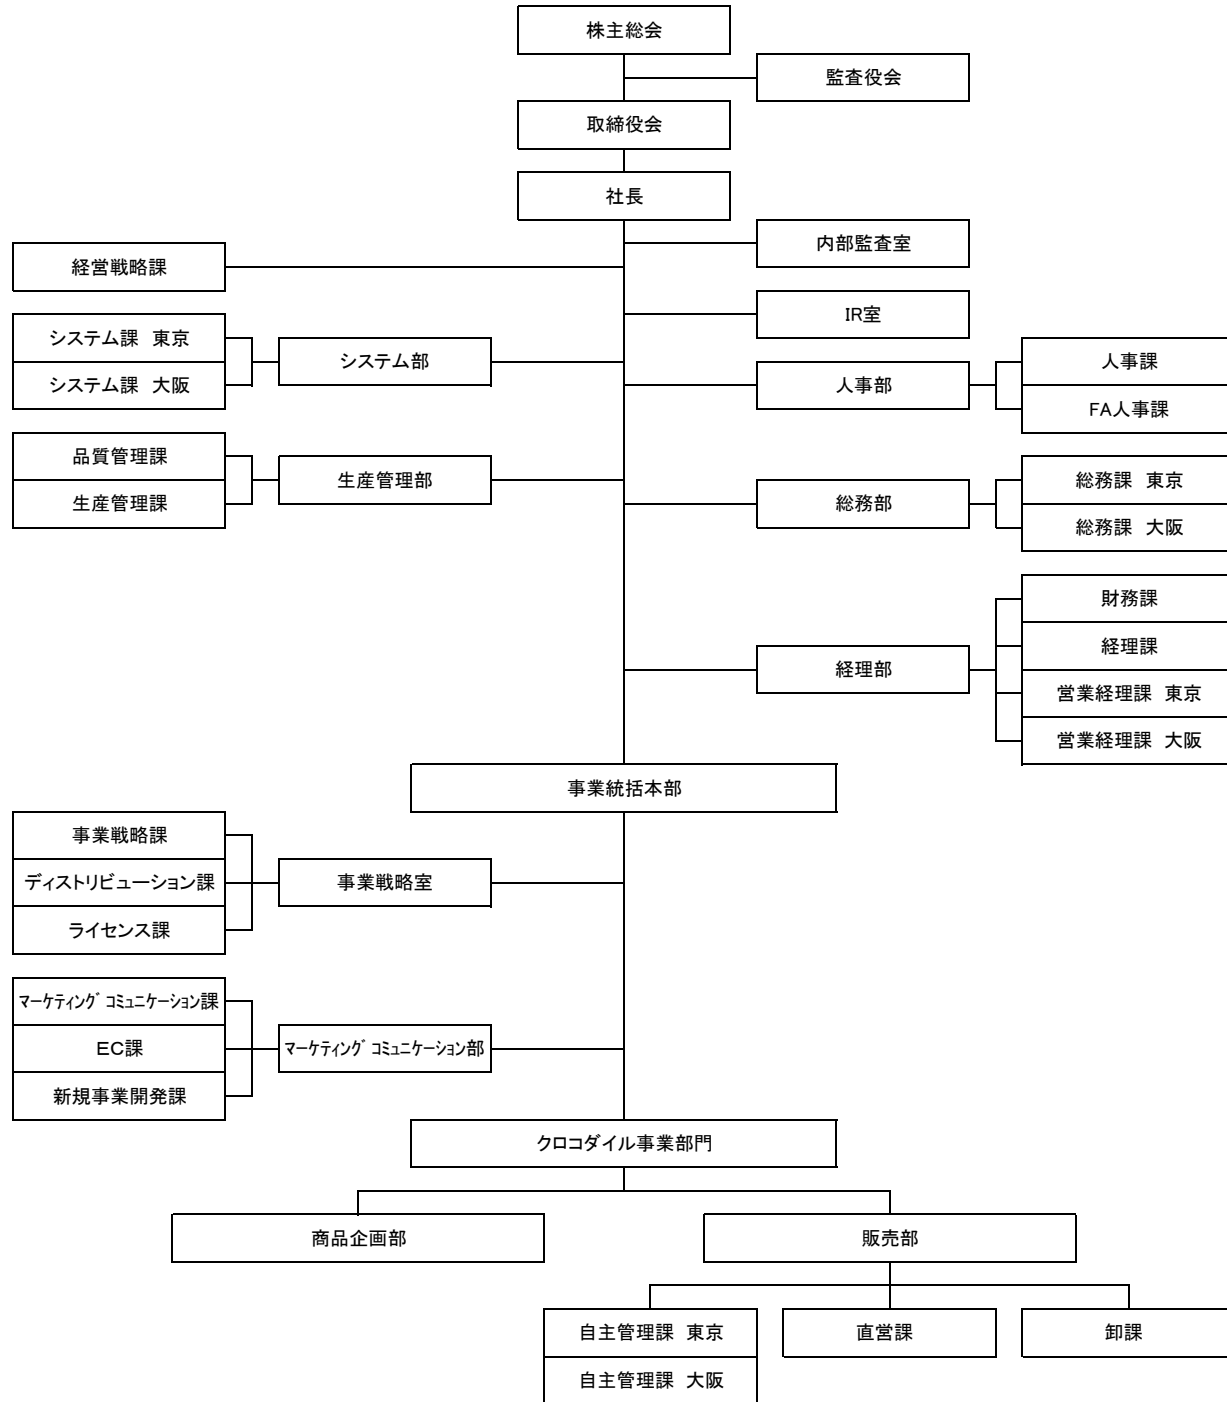 株主総会
監査役会
取締役会
社長
内部監査室
経営戦略課
IR室
システム課　東京
システム課　大阪
システム部
人事部
人事課
FA人事課
品質管理課
生産管理課
生産管理部
総務部
総務課　東京
総務課　大阪
経理部
財務課
経理課
営業経理課　東京
営業経理課　大阪
事業統括本部
事業戦略課
ディストリビューション課
ライセンス課
事業戦略室
ﾏｰｹﾃｨﾝｸﾞｺﾐｭﾆｹｰｼｮﾝ課
EC課
新規事業開発課
ﾏｰｹﾃｨﾝｸﾞｺﾐｭﾆｹｰｼｮﾝ部
クロコダイル事業部門
商品企画部
販売部
自主管理課　東京
自主管理課　大阪
直営課
卸課